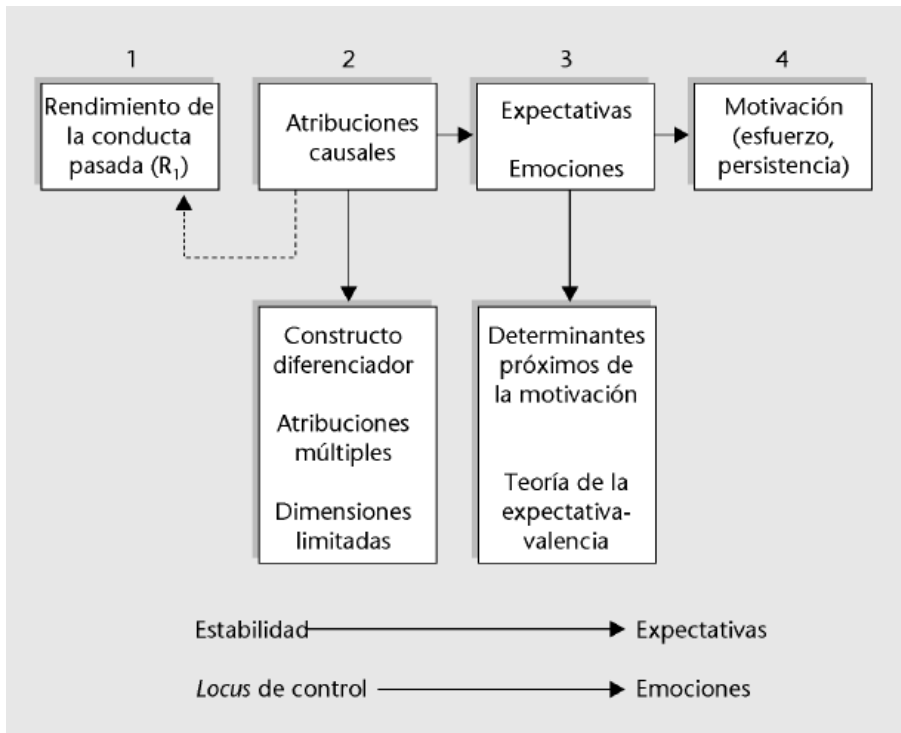 1
2
3
4
Rendimiento de
la conducta
pasada (R₁)
Atribuciones
causales
Expectativas
Emociones
Motivación
(esfuerzo,
persistencia)
Constructo
diferenciador
Atribuciones
múltiples
Dimensiones
limitadas
Determinantes
próximos de
la motivación
Teoría de la
expectativa-
valencia
Estabilidad
Expectativas
Locus de control
Emociones